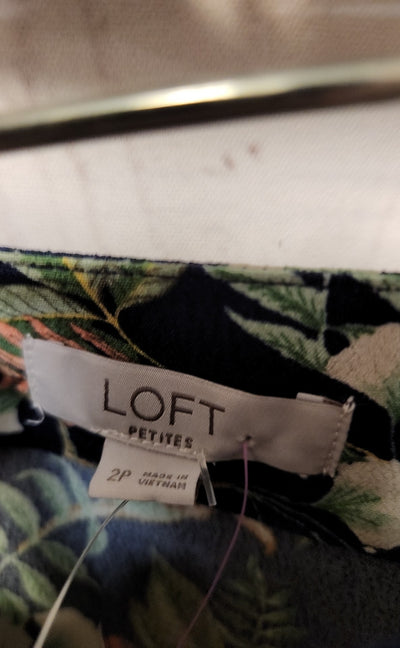 LOFT
PETITES
2P MADE IN
VIETNAM